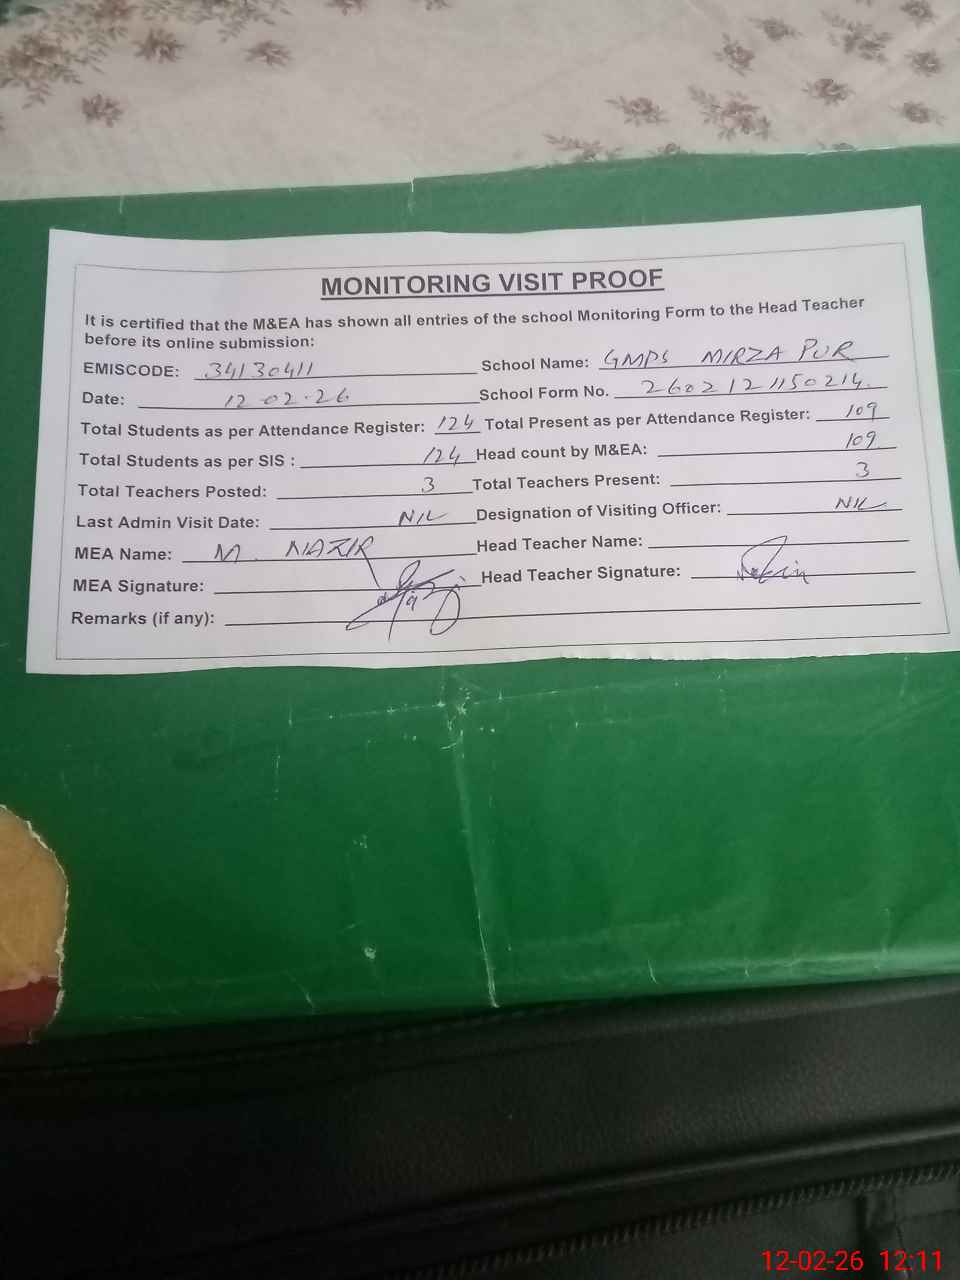 MONITORING VISIT PROOF
It is certified that the M&EA has shown all entries of the school Monitoring Form to the Head Teacher
before its online submission:
EMISCODE: 34130411 School Name: GMPS MIRZA PUR
Date: 12-02-26 School Form No. 2602121150214
Total Students as per Attendance Register: 124 Total Present as per Attendance Register: 109
Total Students as per SIS : 124 Head count by M&EA: 109
Total Teachers Posted: 3 Total Teachers Present: 3
Last Admin Visit Date: NIL Designation of Visiting Officer: NIL
MEA Name: M. NAZIR Head Teacher Name:
MEA Signature: Head Teacher Signature:
Remarks (if any):
12-02-26 12:11